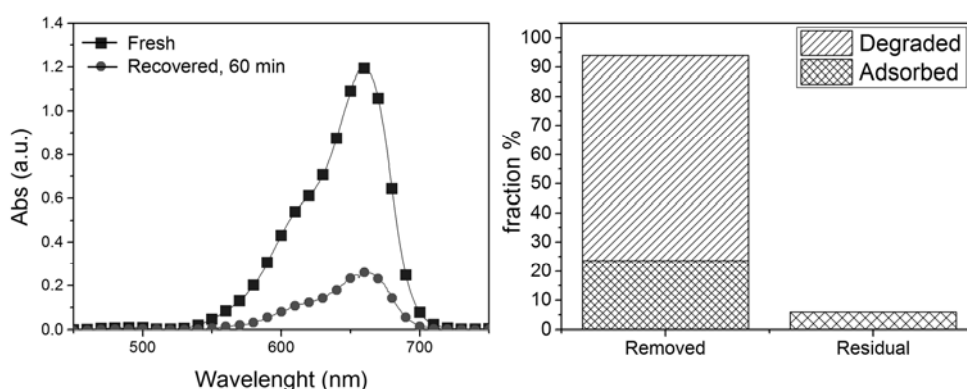 Fresh
Recovered, 60 min
Abs (a.u.)
1.4
1.2
1.0
0.8
0.6
0.4
0.2
0.0
500
600
700
Wavelenght (nm)
Degraded
Adsorbed
fraction %
100
90
80
70
60
50
40
30
20
10
0
Removed
Residual